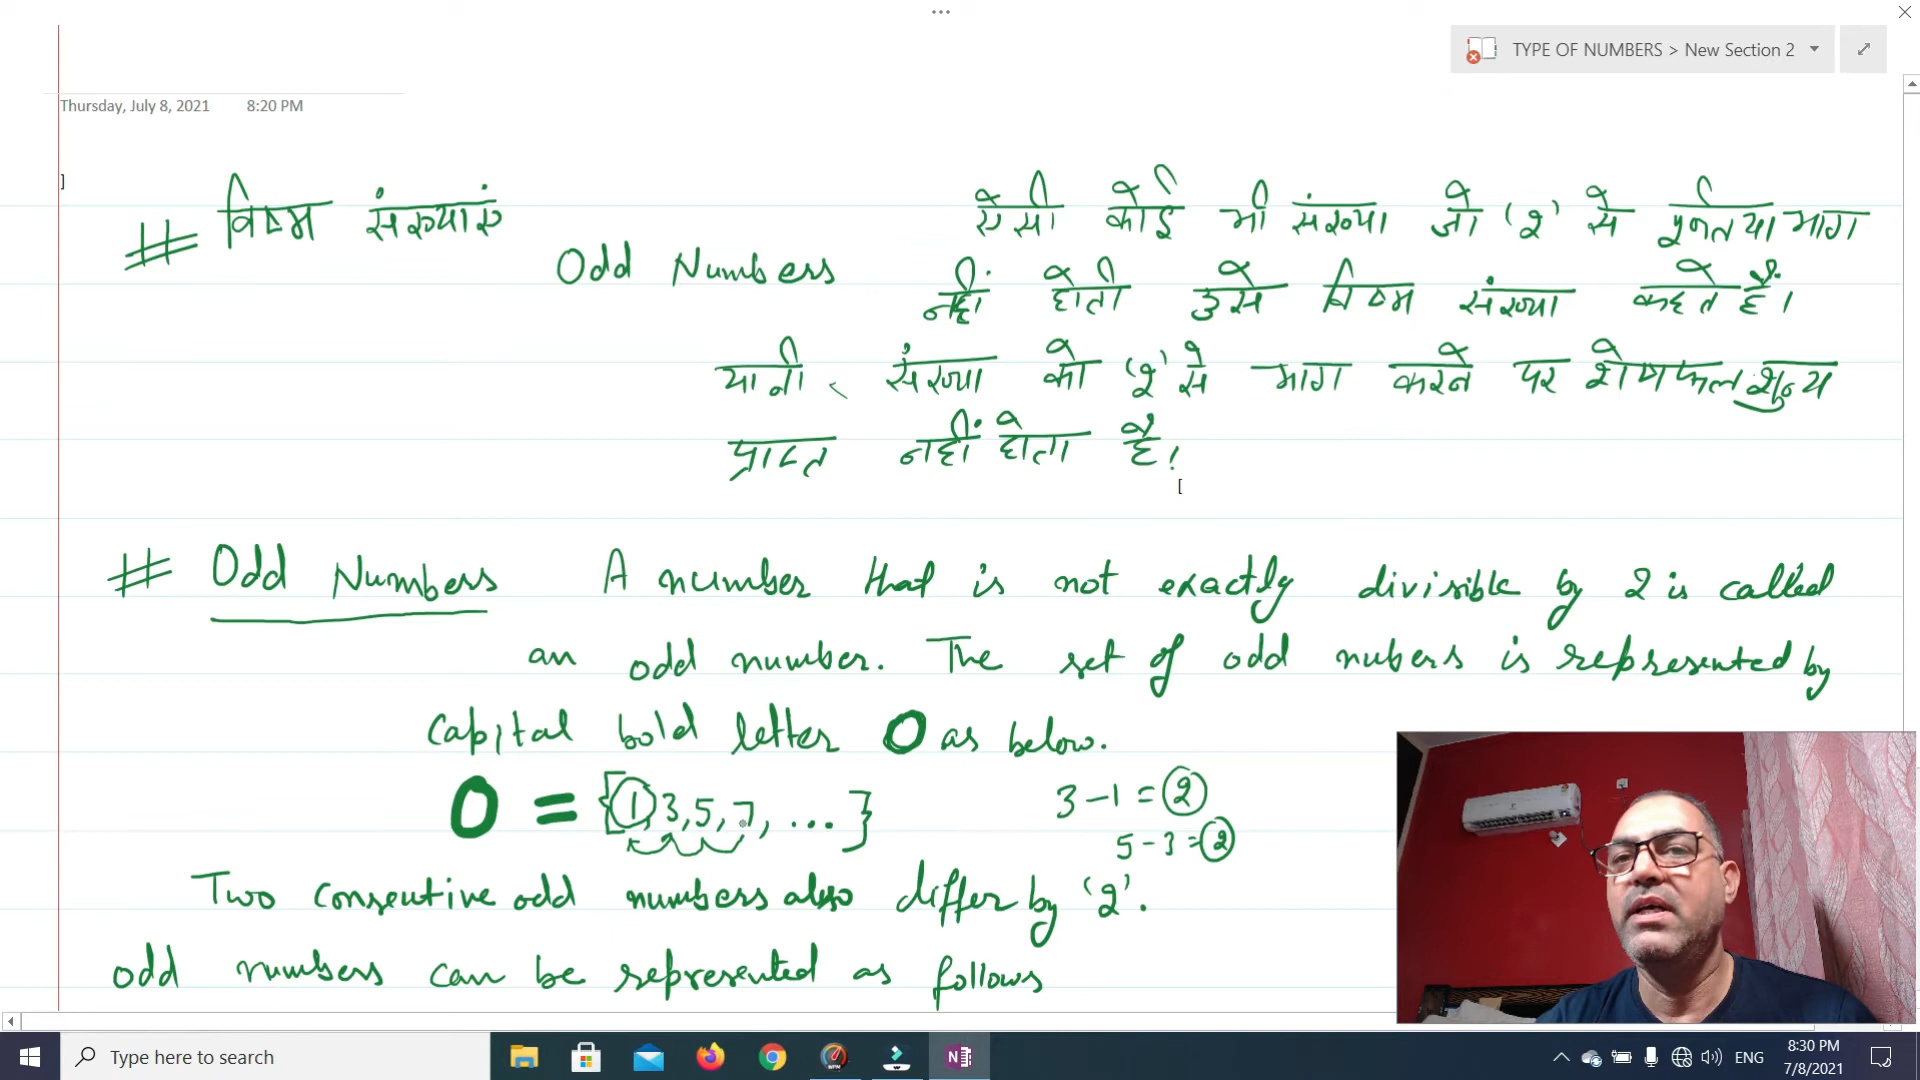 TYPE OF NUMBERS > New Section 2
Thursday, July 8, 2021 8:20 PM
# विषम संख्याएं
Odd Numbers
ऐसी कोई भी संख्या जो '2' से पूर्णतया भाग
नहीं होती उसे विषम संख्या कहते हैं।
यानी, संख्या को '2' से भाग करने पर शेषफल शून्य
प्राप्त नहीं होता है।
# Odd Numbers A number that is not exactly divisible by 2 is called
an odd number. The set of odd nubers is represented by
capital bold letter O as below.
O = {1, 3, 5, 7, ... }
3 - 1 = 2
5 - 3 = 2
Two consentive odd numbers also differ by '2'.
odd numbers can be represented as follows
Type here to search
ENG
8:30 PM
7/8/2021